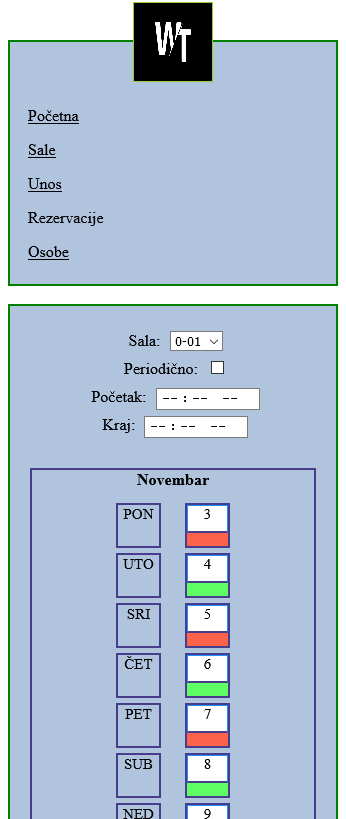 WT
Početna
Sale
Unos
Rezervacije
Osobe
Sala: 0-01
Periodično:
Početak: -- : -- --
Kraj: -- : -- --
Novembar
PON 3
UTO 4
SRI 5
ČET 6
PET 7
SUB 8
NED 9